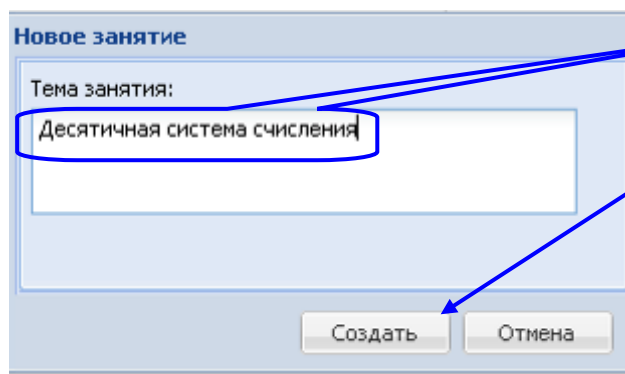 Новое занятие
Тема занятия:
Десятичная система счисления
Создать Отмена